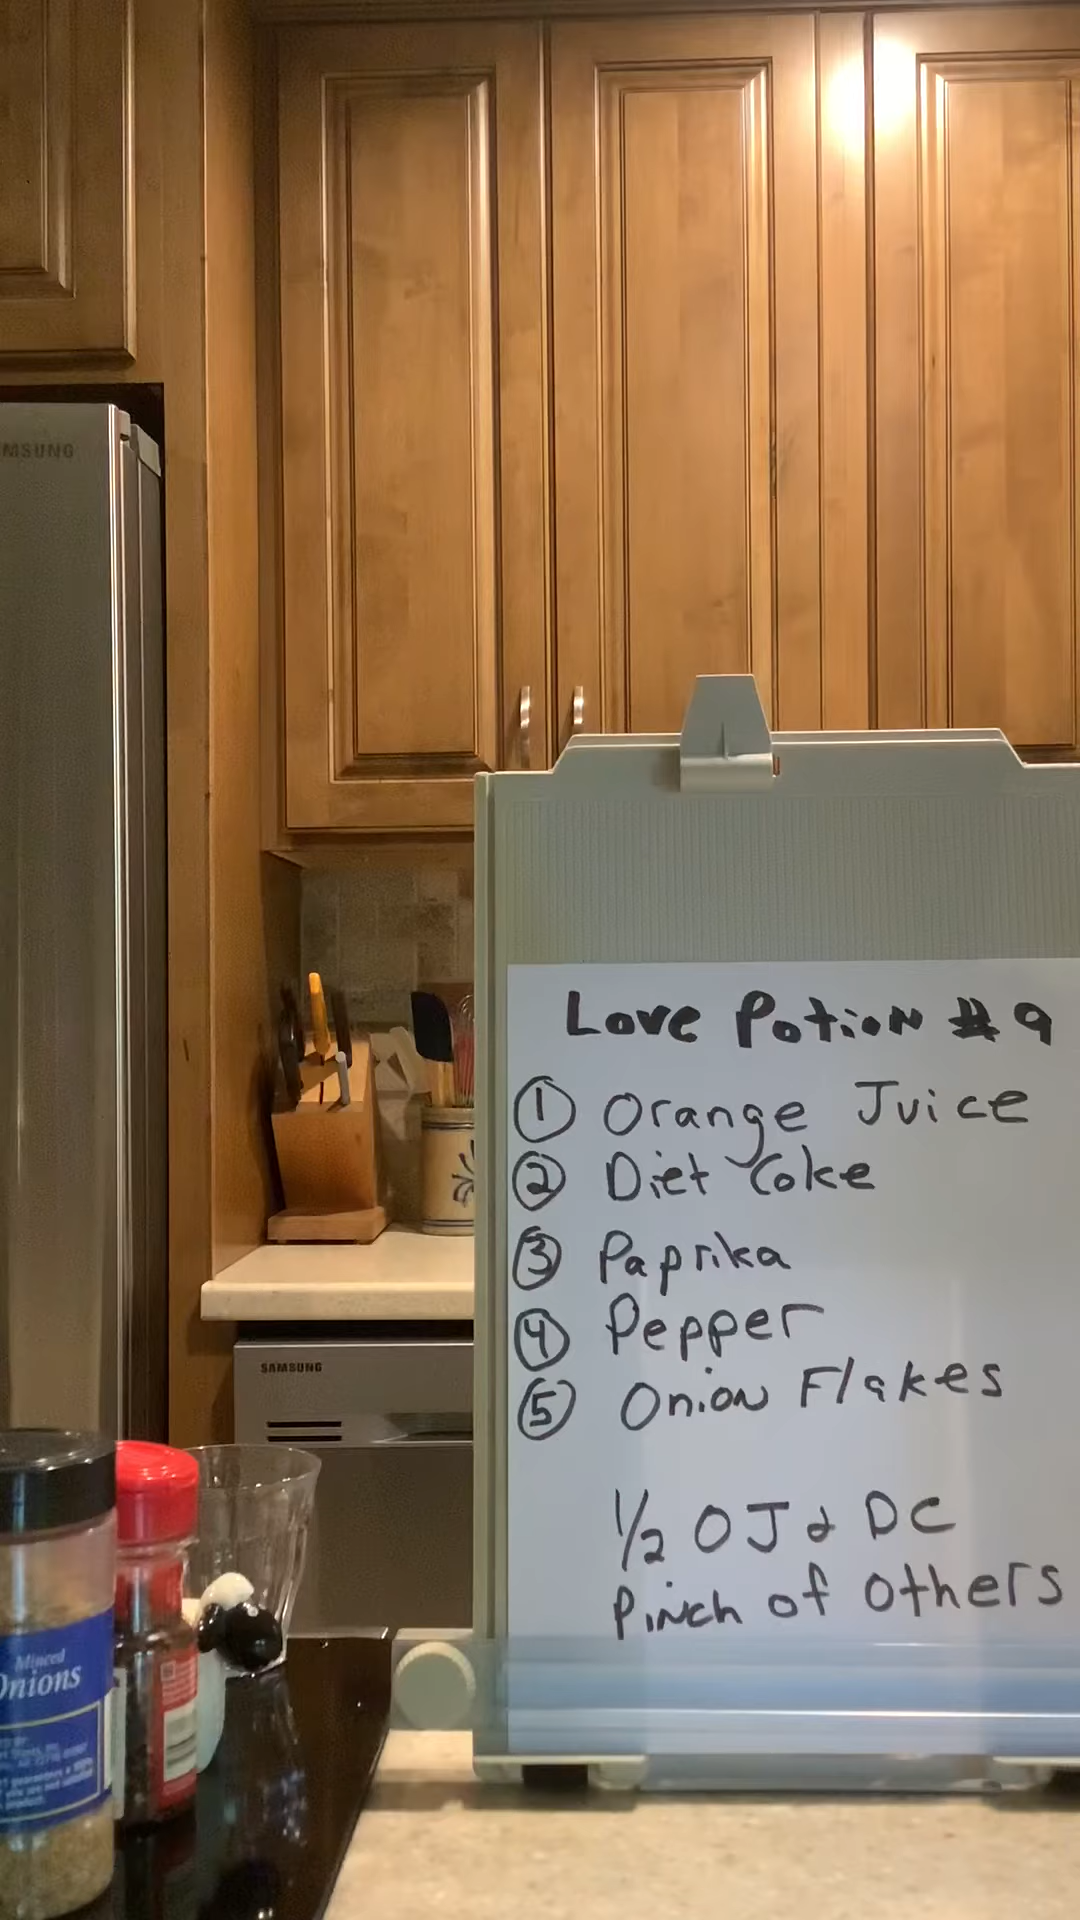 MSUNG
Love Potion #9
① Orange Juice
② Diet Coke
③ Paprika
④ Pepper
⑤ Onion Flakes
1/2 OJ & DC
Pinch of others
SAMSUNG
Minced
Onions